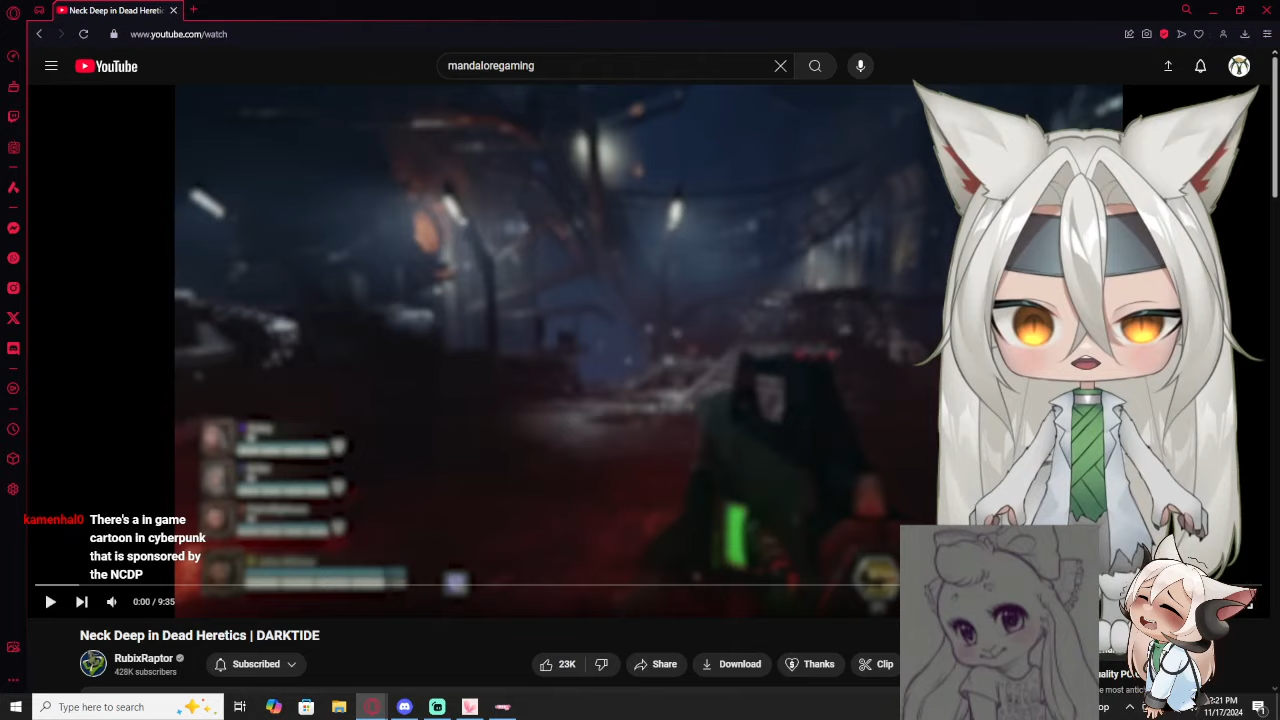 Neck Deep in Dead Heretic
www.youtube.com/watch
YouTube
mandaloregaming
kamenhal0 There's a in game
cartoon in cyberpunk
that is sponsored by
the NCDP
0:00 / 9:35
Neck Deep in Dead Heretics | DARKTIDE
RubixRaptor
428K subscribers
Subscribed
23K
Share
Download
Thanks
Clip
Type here to search
11/17/2024